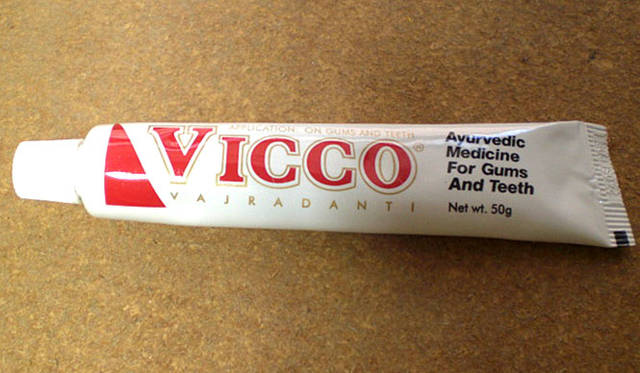 APPLICATION ON GUMS AND TEETH
VICCO®
VAJRADANTI
Ayurvedic
Medicine
For Gums
And Teeth
Net wt. 50g